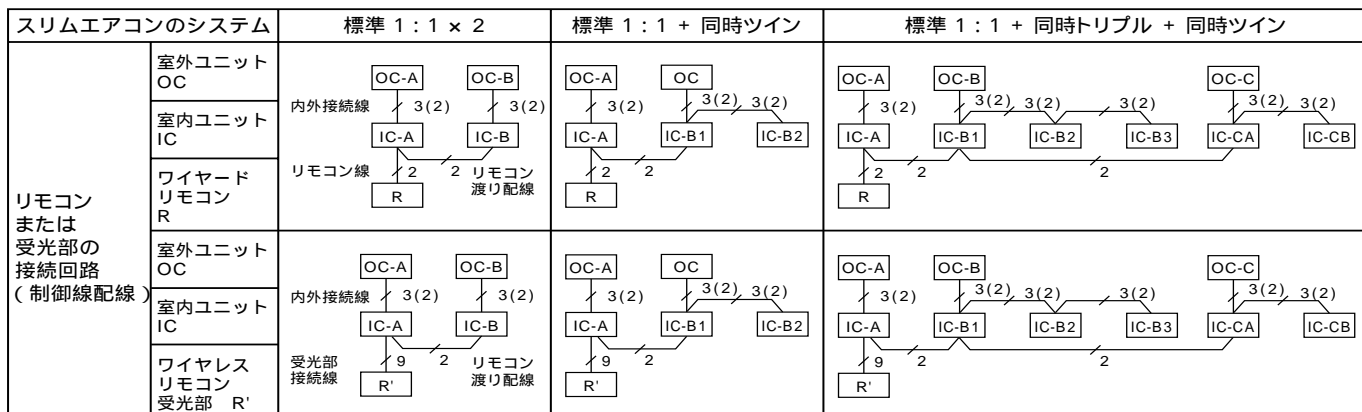 スリムエアコンのシステム
標準 1 : 1 × 2
標準 1 : 1 + 同時ツイン
標準 1 : 1 + 同時トリプル + 同時ツイン
リモコン
または
受光部の
接続回路
(制御線配線)
室外ユニット
OC
室内ユニット
IC
ワイヤード
リモコン
R
OC-A OC-B
内外接続線 3(2) 3(2)
IC-A IC-B
リモコン線 2 2 リモコン
渡り配線
R
OC-A OC
3(2) 3(2) 3(2)
IC-A IC-B1 IC-B2
2 2
R
OC-A OC-B OC-C
3(2) 3(2) 3(2) 3(2) 3(2)
IC-A IC-B1 IC-B2 IC-B3 IC-CA IC-CB
2 2 2
R
室外ユニット
OC
室内ユニット
IC
ワイヤレス
リモコン
受光部 R'
OC-A OC-B
内外接続線 3(2) 3(2)
IC-A IC-B
受光部
接続線
9 2 リモコン
渡り配線
R'
OC-A OC
3(2) 3(2) 3(2)
IC-A IC-B1 IC-B2
9 2
R'
OC-A OC-B OC-C
3(2) 3(2) 3(2) 3(2) 3(2)
IC-A IC-B1 IC-B2 IC-B3 IC-CA IC-CB
9 2 2
R'